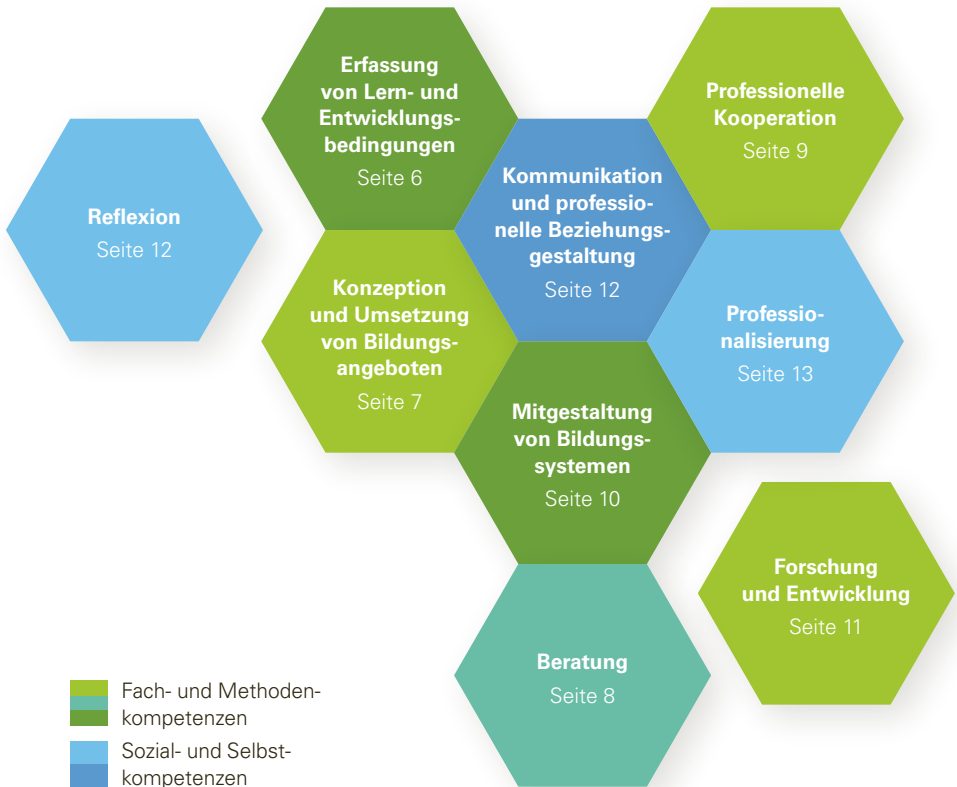 Erfassung
von Lern- und
Entwicklungs-
bedingungen
Seite 6
Professionelle
Kooperation
Seite 9
Reflexion
Seite 12
Kommunikation
und professio-
nelle Beziehungs-
gestaltung
Seite 12
Konzeption
und Umsetzung
von Bildungs-
angeboten
Seite 7
Professio-
nalisierung
Seite 13
Mitgestaltung
von Bildungs-
systemen
Seite 10
Forschung
und Entwicklung
Seite 11
Beratung
Seite 8
Fach- und Methoden-
kompetenzen
Sozial- und Selbst-
kompetenzen